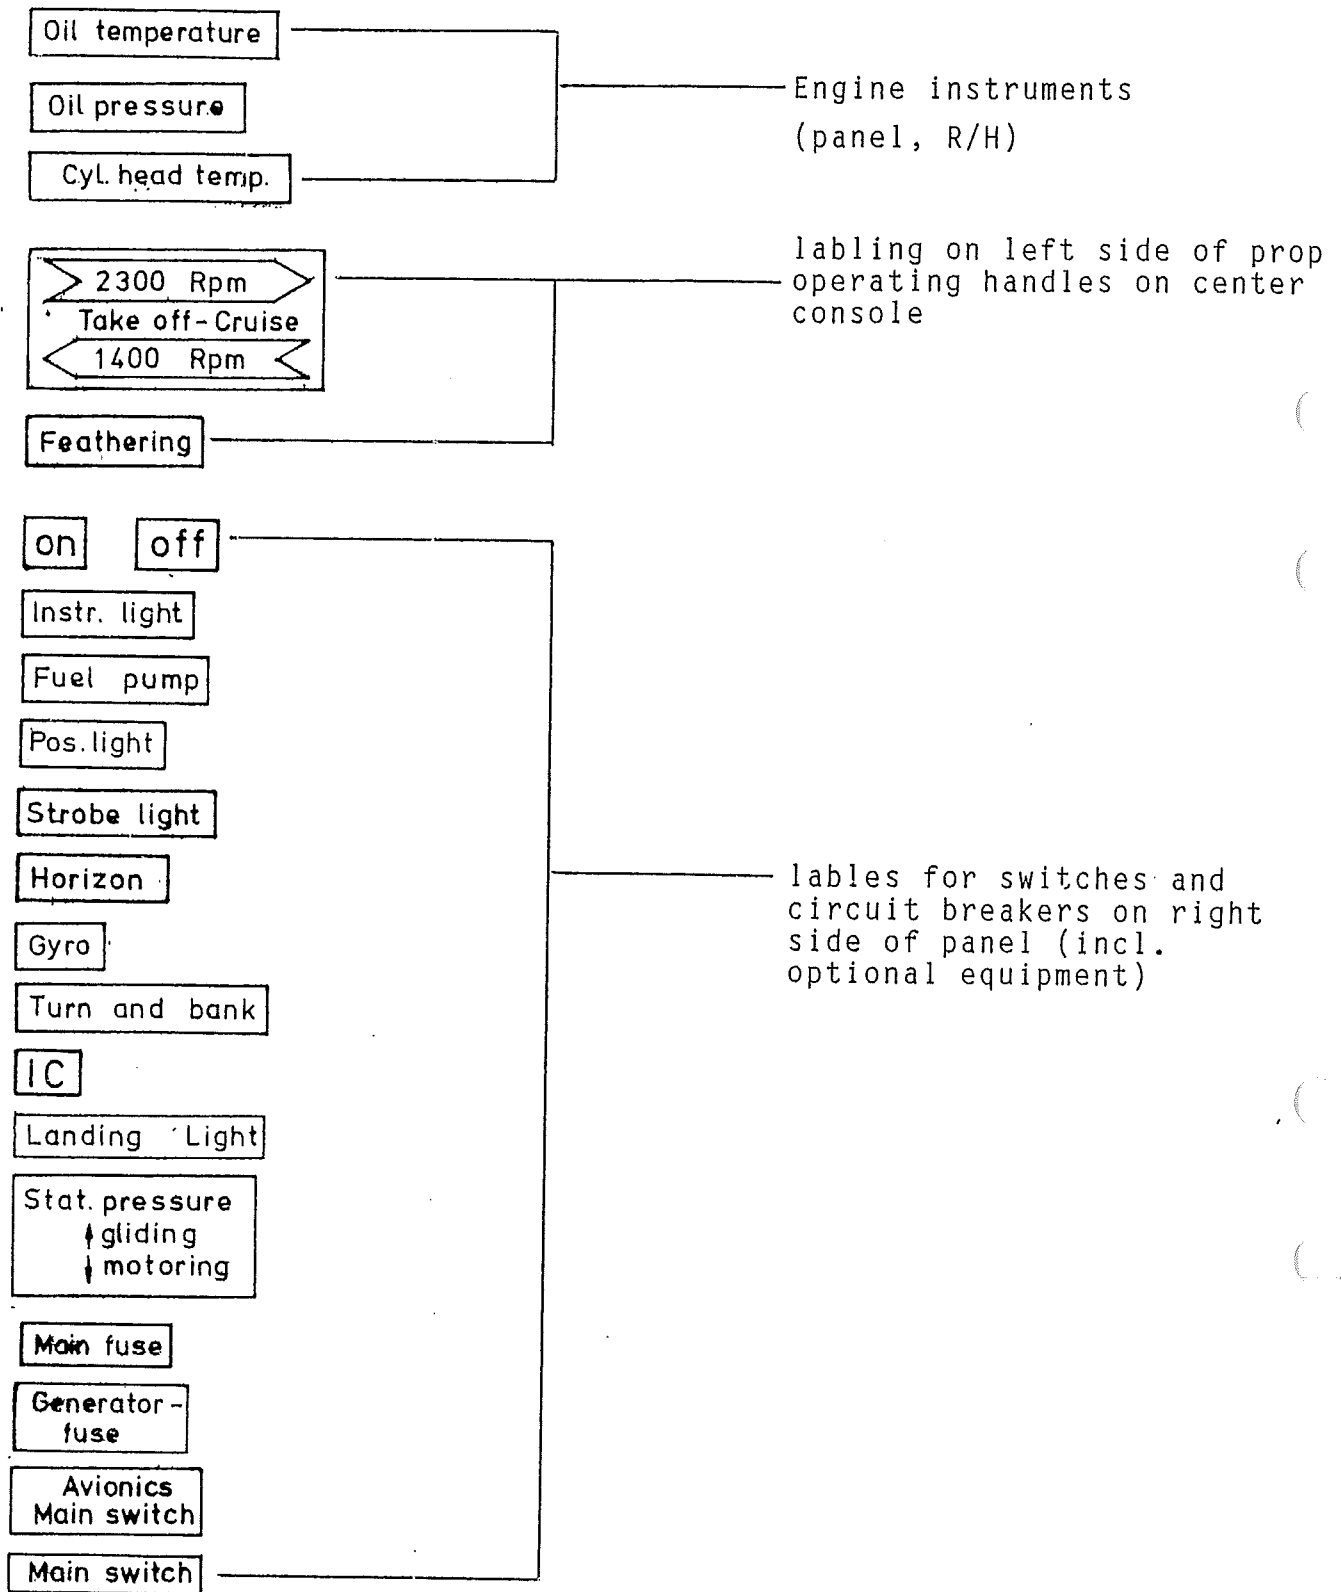 Oil temperature
Oil pressure
Cyl. head temp.
Engine instruments
(panel, R/H)
2300 Rpm
Take off-Cruise
1400 Rpm
Feathering
labling on left side of prop
operating handles on center
console
on off
Instr. light
Fuel pump
Pos. light
Strobe light
Horizon
Gyro
Turn and bank
IC
Landing Light
Stat. pressure
↑ gliding
↓ motoring
Main fuse
Generator-
fuse
Avionics
Main switch
Main switch
lables for switches and
circuit breakers on right
side of panel (incl.
optional equipment)